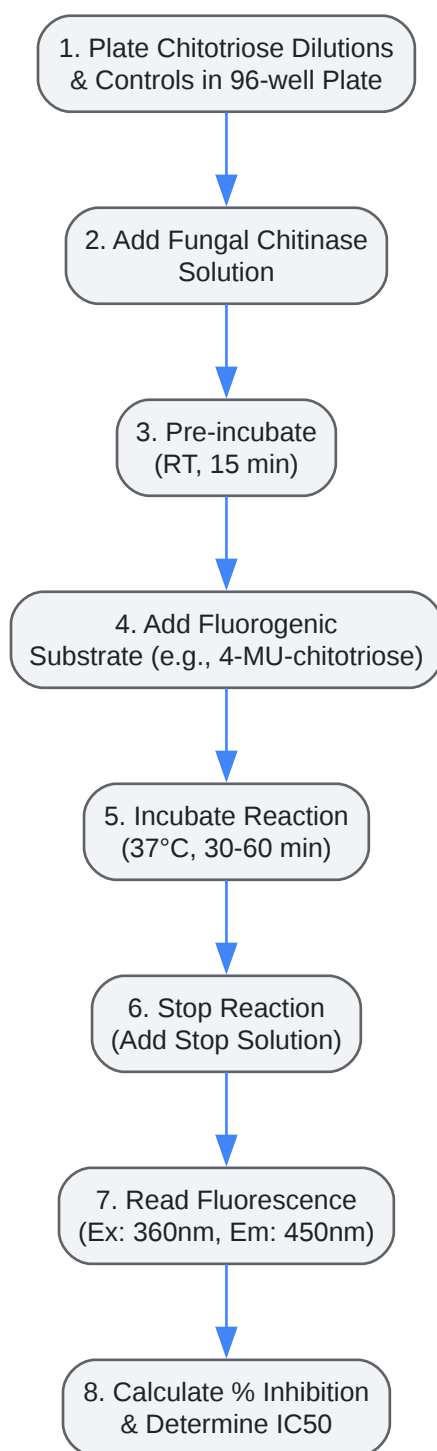 1. Plate Chitotriose Dilutions
& Controls in 96-well Plate
2. Add Fungal Chitinase
Solution
3. Pre-incubate
(RT, 15 min)
4. Add Fluorogenic
Substrate (e.g., 4-MU-chitotriose)
5. Incubate Reaction
(37°C, 30-60 min)
6. Stop Reaction
(Add Stop Solution)
7. Read Fluorescence
(Ex: 360nm, Em: 450nm)
8. Calculate % Inhibition
& Determine IC50